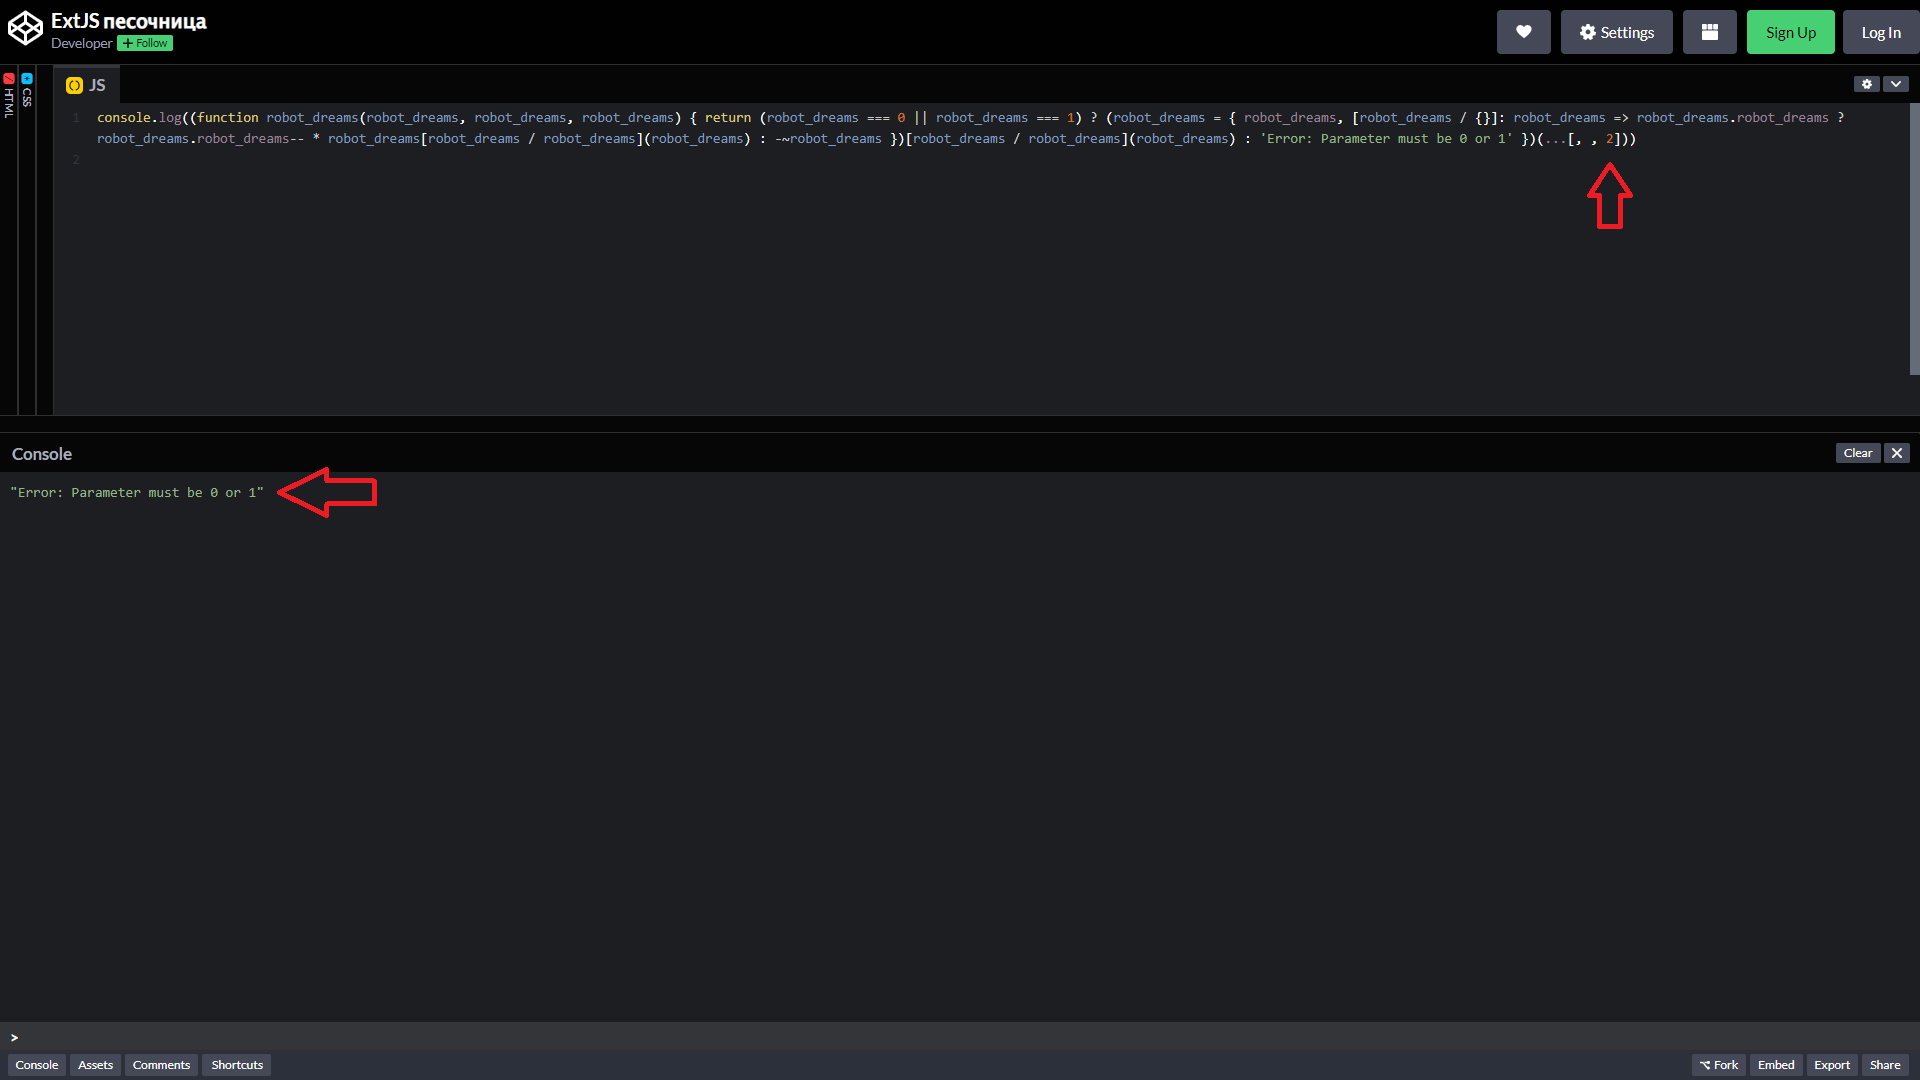 ExtJS песочница
Developer + Follow
Settings
Sign Up
Log In
HTML
CSS
JS
1 console.log((function robot_dreams(robot_dreams, robot_dreams, robot_dreams) { return (robot_dreams === 0 || robot_dreams === 1) ? (robot_dreams = { robot_dreams, [robot_dreams / {}]: robot_dreams => robot_dreams.robot_dreams ?
robot_dreams.robot_dreams-- * robot_dreams[robot_dreams / robot_dreams](robot_dreams) : -~robot_dreams })[robot_dreams / robot_dreams](robot_dreams) : 'Error: Parameter must be 0 or 1' })(...[, , 2]))
2
Console
Clear
"Error: Parameter must be 0 or 1"
>
Console Assets Comments Shortcuts
Fork Embed Export Share